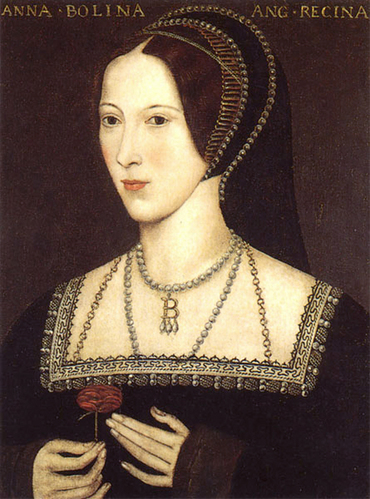 ANNA · BOLINA ANG · REGINA
B